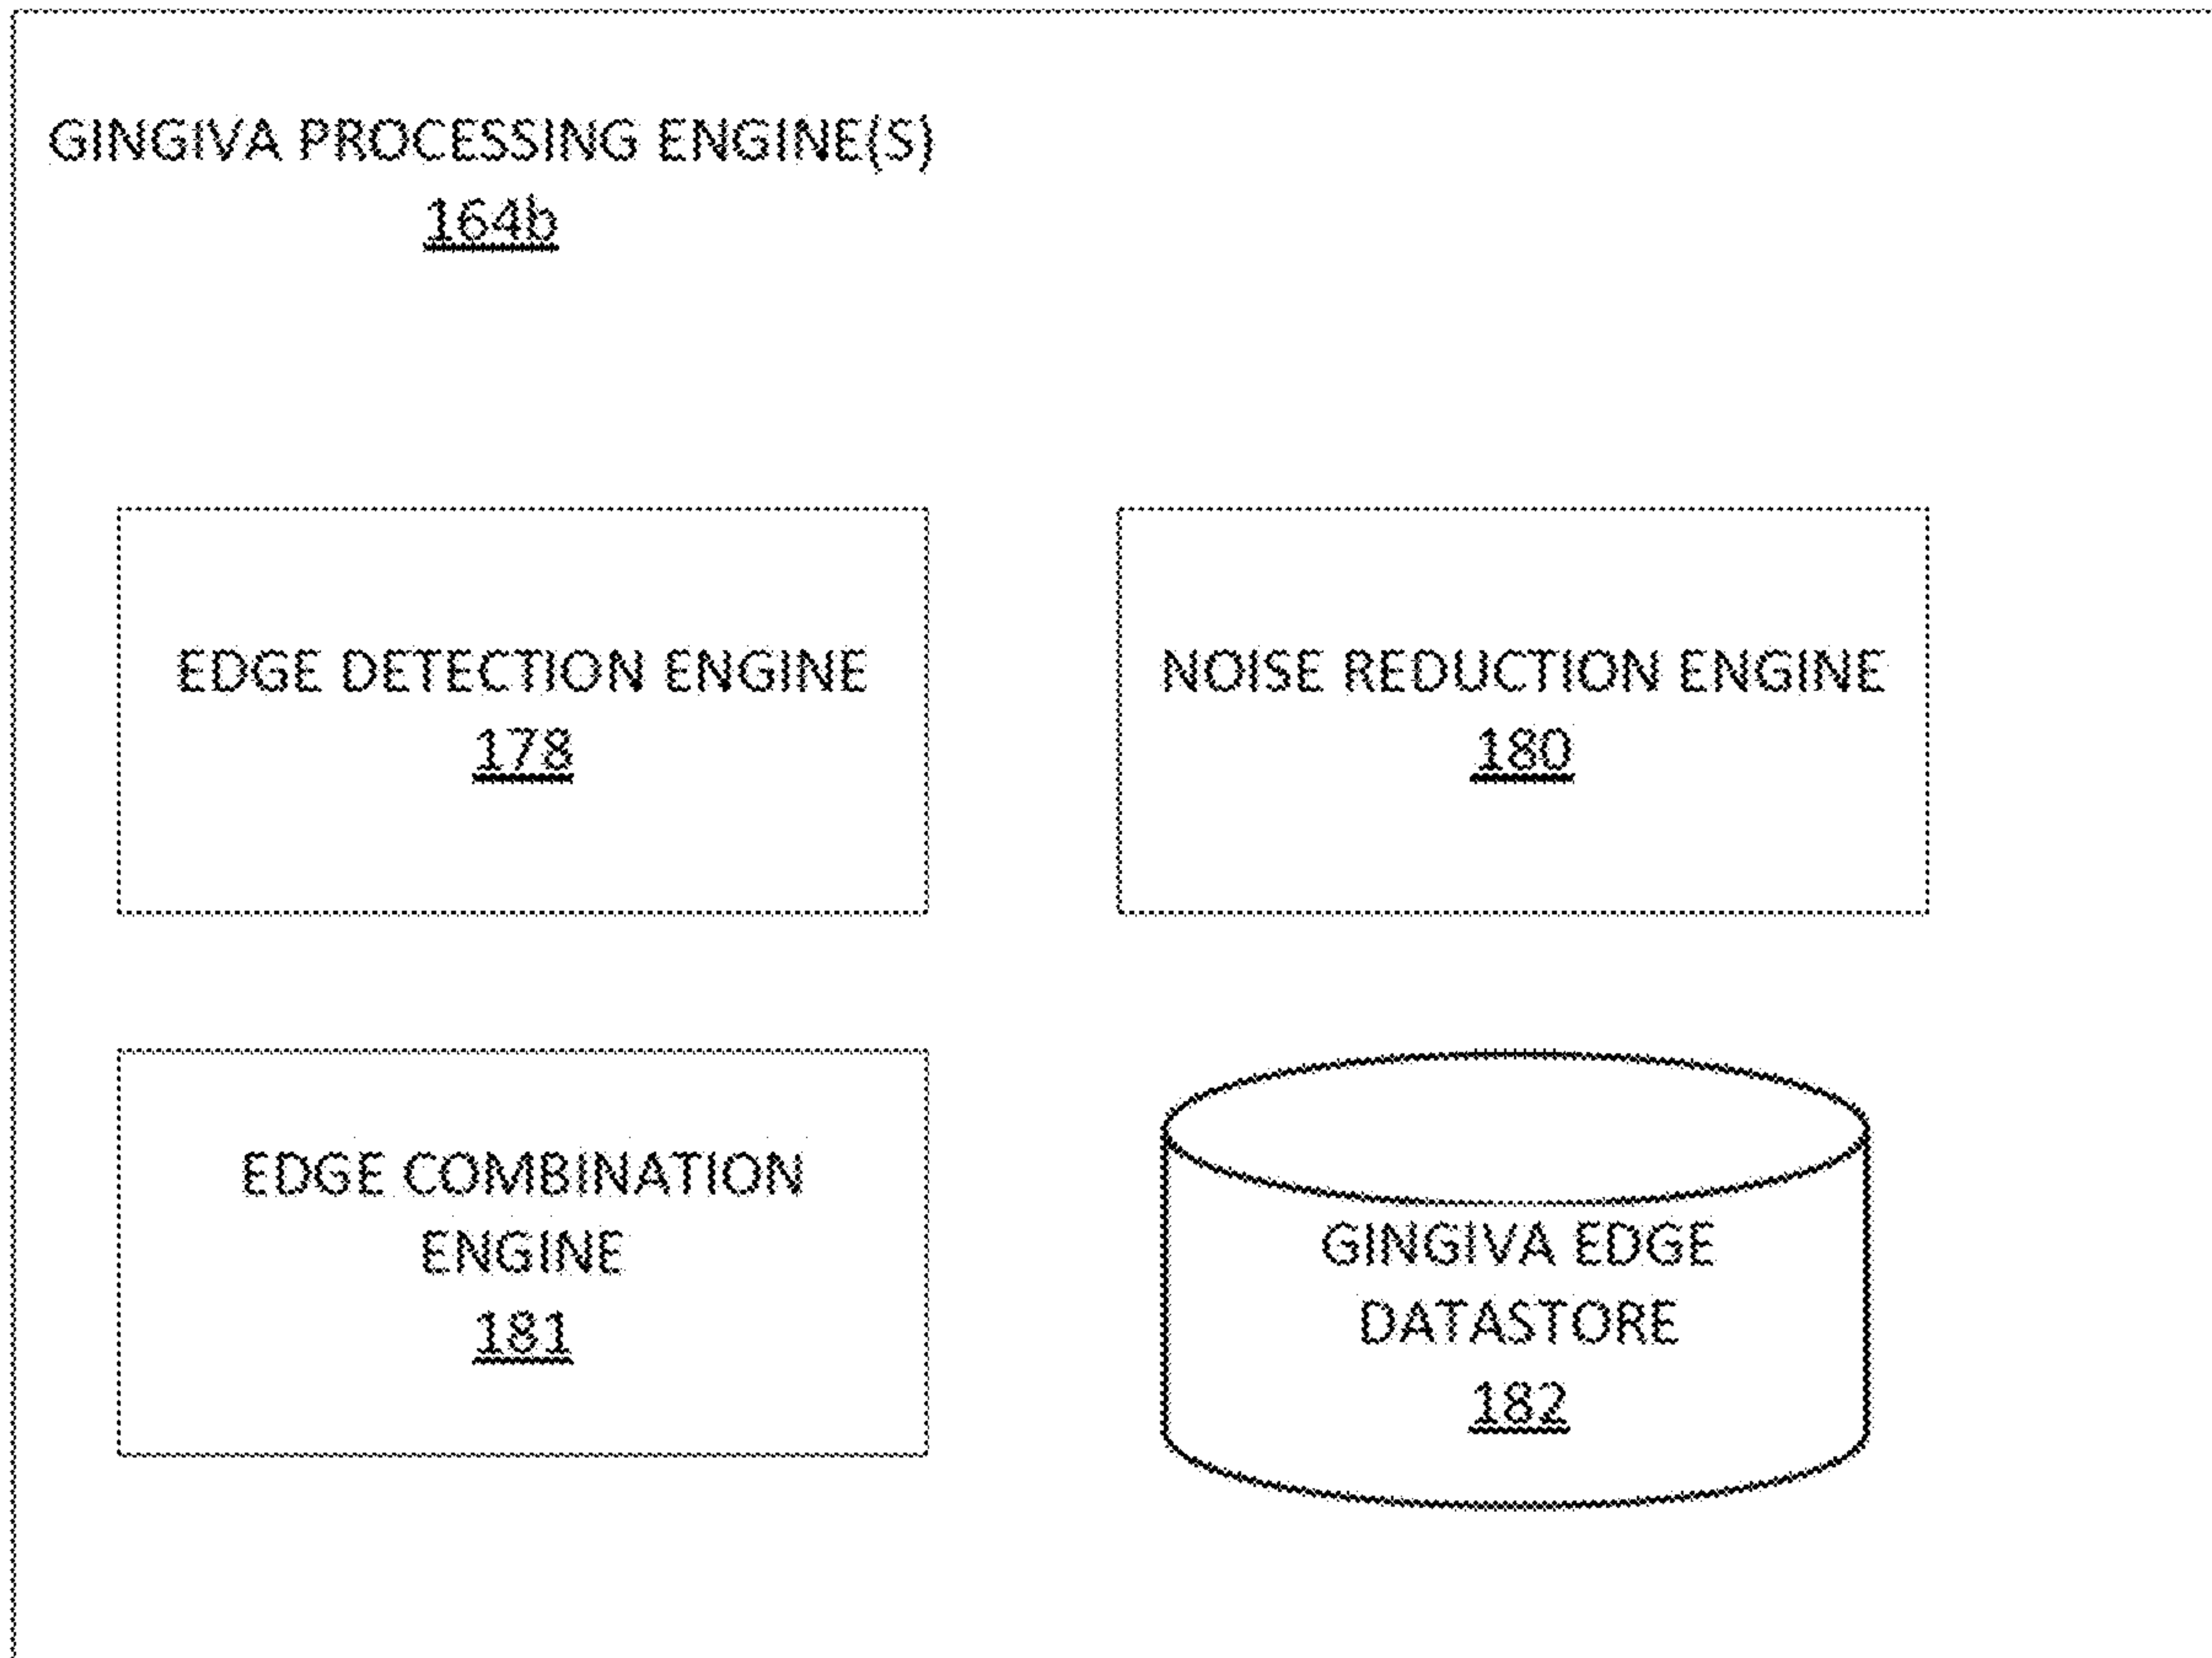 GINGIVA PROCESSING ENGINE(S)
164b
EDGE DETECTION ENGINE
178
NOISE REDUCTION ENGINE
180
EDGE COMBINATION
ENGINE
181
GINGIVA EDGE
DATASTORE
182